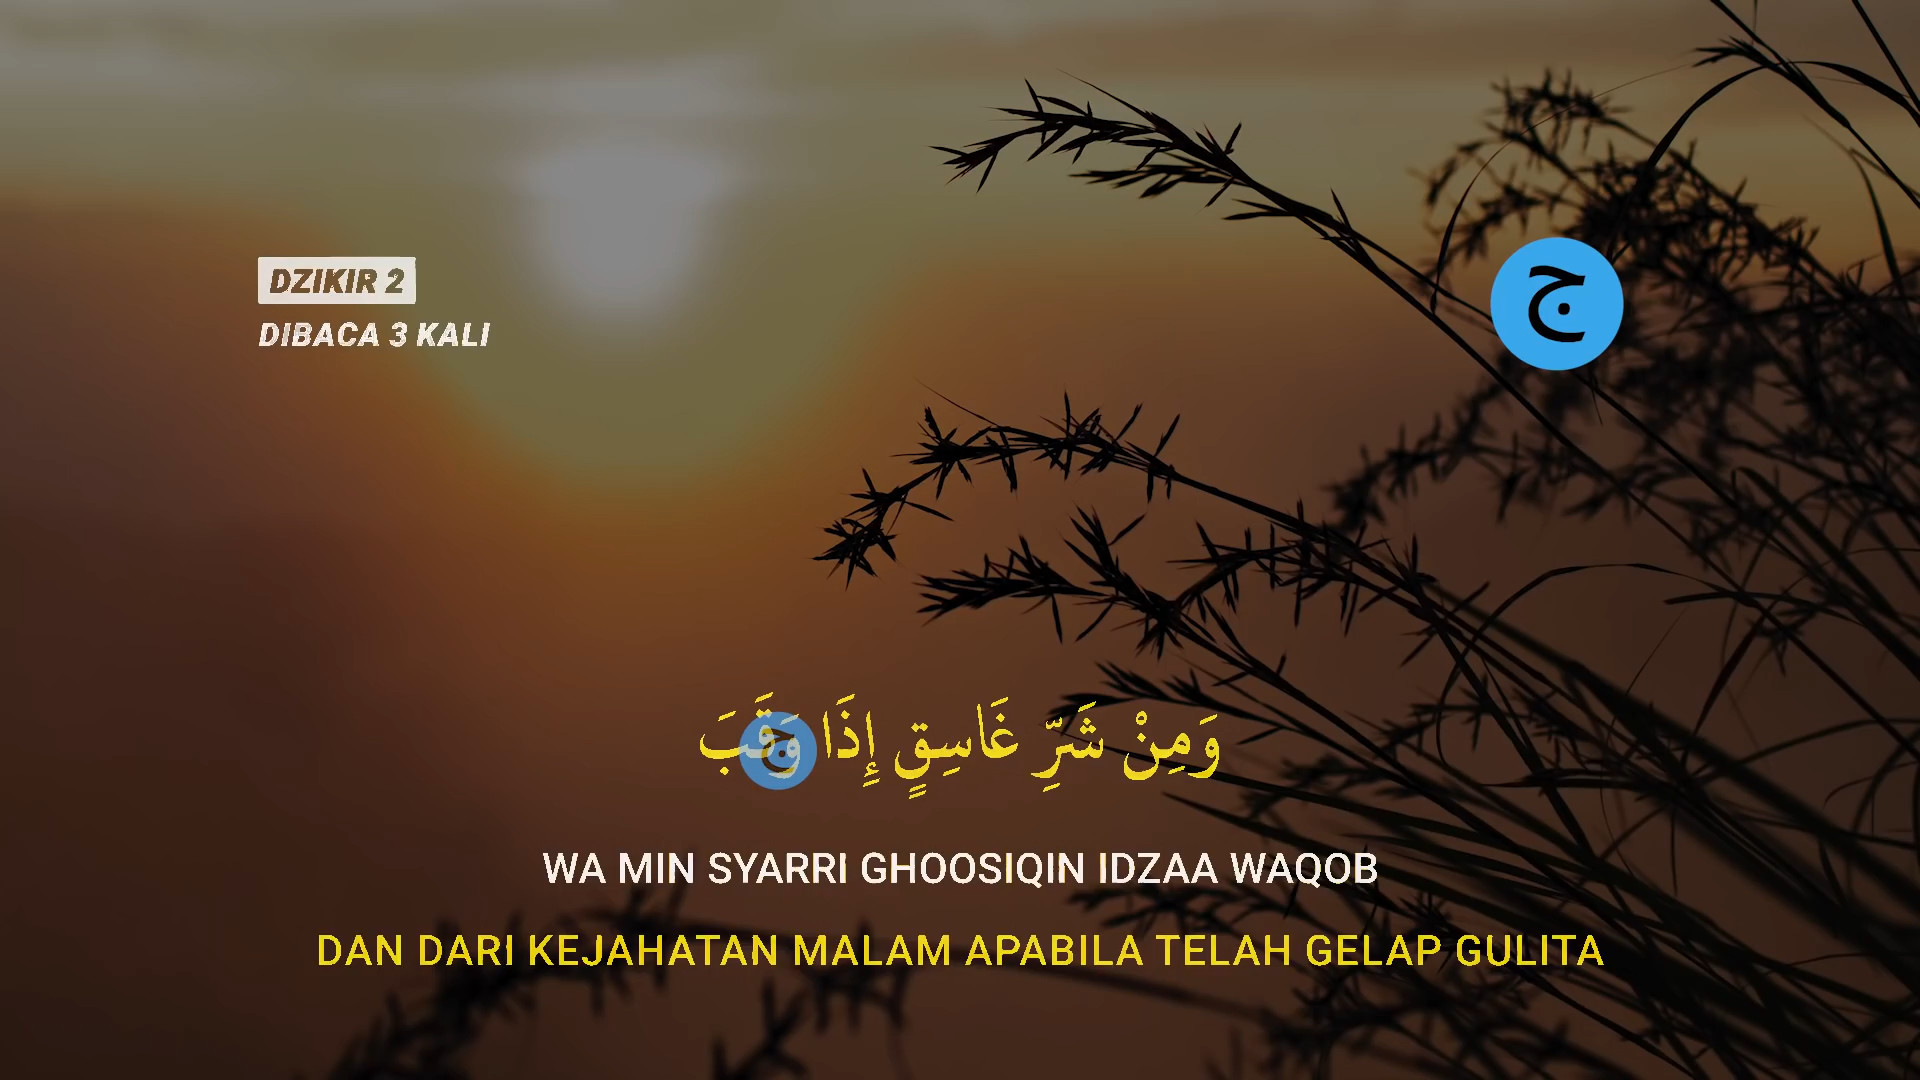 DZIKIR 2
DIBACA 3 KALI
ج
وَمِنْ شَرِّ غَاسِقٍ إِذَا وَقَبَ
ج
WA MIN SYARRI GHOOSIQIN IDZAA WAQOB
DAN DARI KEJAHATAN MALAM APABILA TELAH GELAP GULITA